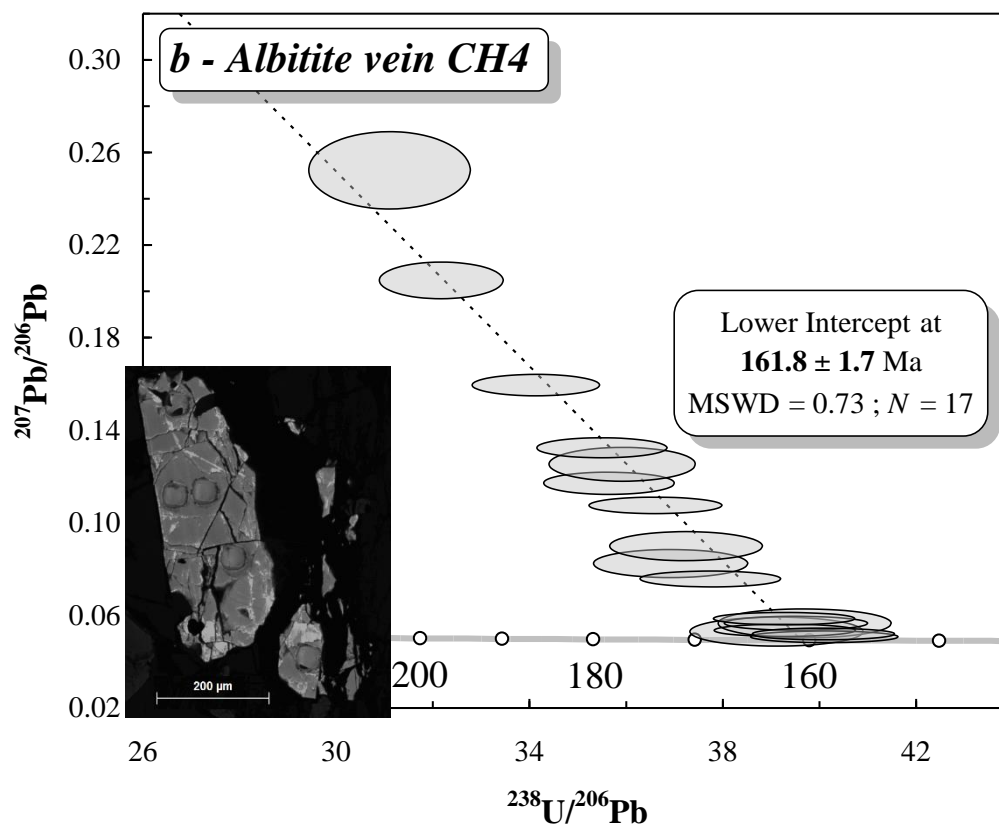 b - Albitite vein CH4
0.30
0.26
0.22
0.18
0.14
0.10
0.06
0.02
²⁰⁷Pb/²⁰⁶Pb
Lower Intercept at
161.8 ± 1.7 Ma
MSWD = 0.73 ; N = 17
200 µm
200
180
160
26
30
34
38
42
²³⁸U/²⁰⁶Pb